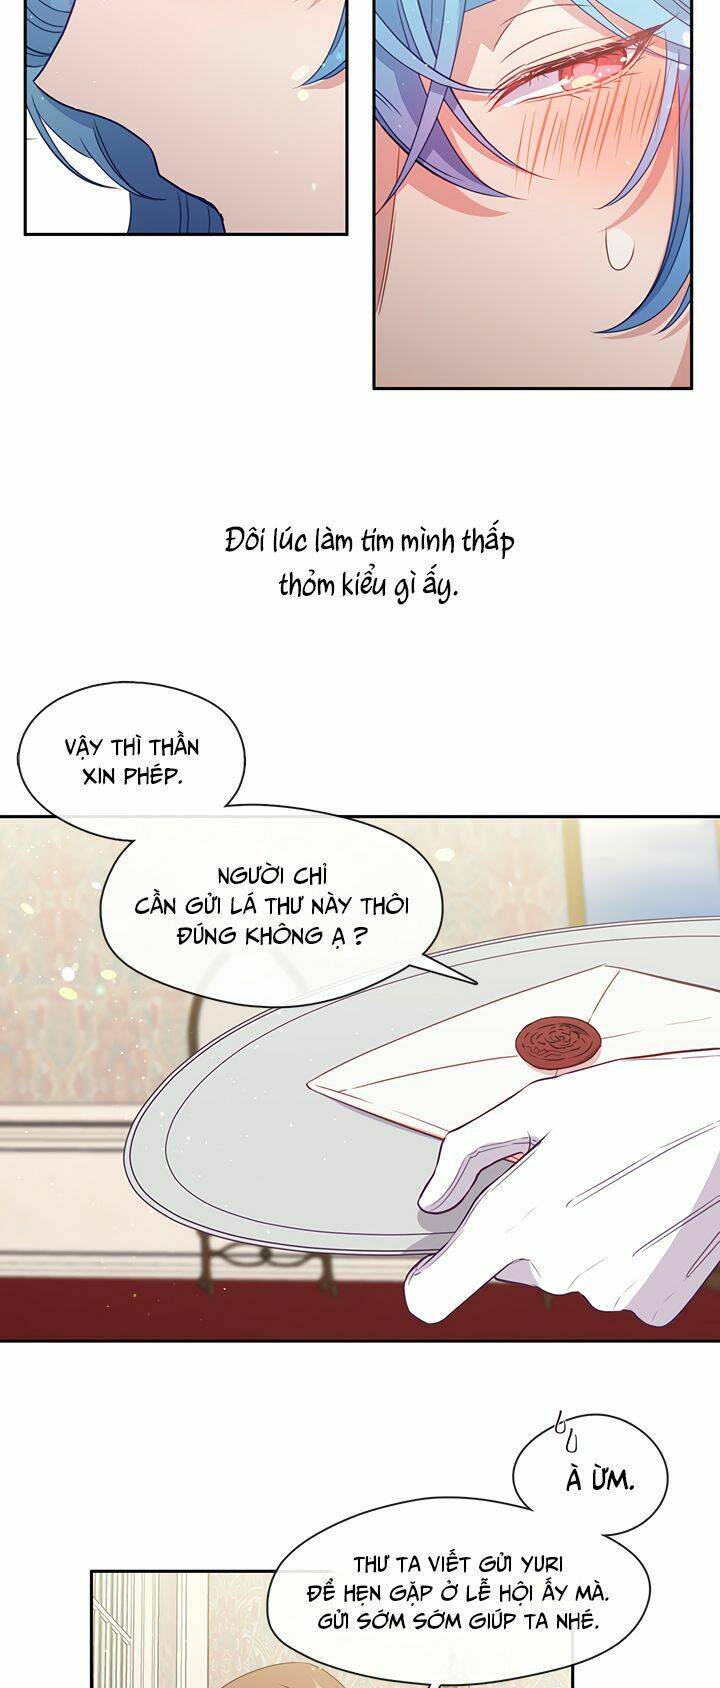 Đôi lúc làm tim mình thấp
thỏm kiểu gì ấy.
VẬY THÌ THẦN
XIN PHÉP.
NGƯỜI CHỈ
CẦN GỬI LÁ THƯ NÀY THÔI
ĐÚNG KHÔNG Ạ?
À ỪM.
THƯ TA VIẾT GỬI YURI
ĐỂ HẸN GẶP Ở LỄ HỘI ẤY MÀ.
GỬI SỚM SỚM GIÚP TA NHÉ.